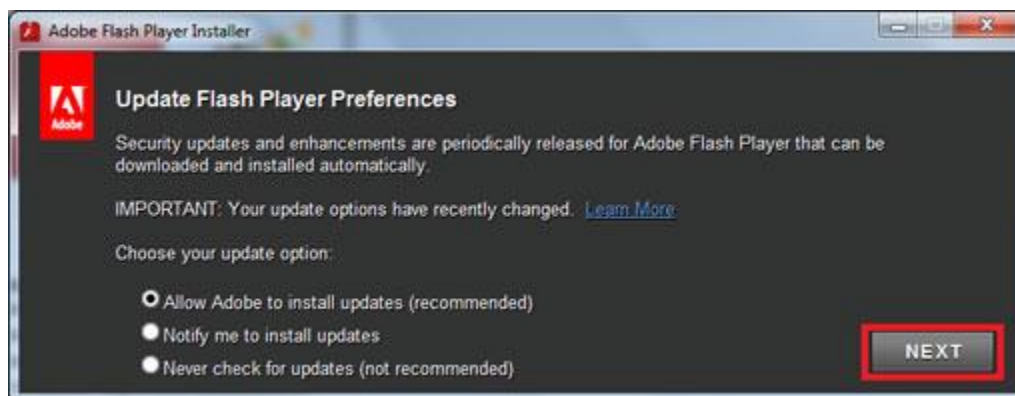 Adobe Flash Player Installer
Adobe
Update Flash Player Preferences
Security updates and enhancements are periodically released for Adobe Flash Player that can be
downloaded and installed automatically.
IMPORTANT: Your update options have recently changed. Learn More
Choose your update option:
Allow Adobe to install updates (recommended)
Notify me to install updates
Never check for updates (not recommended)
NEXT